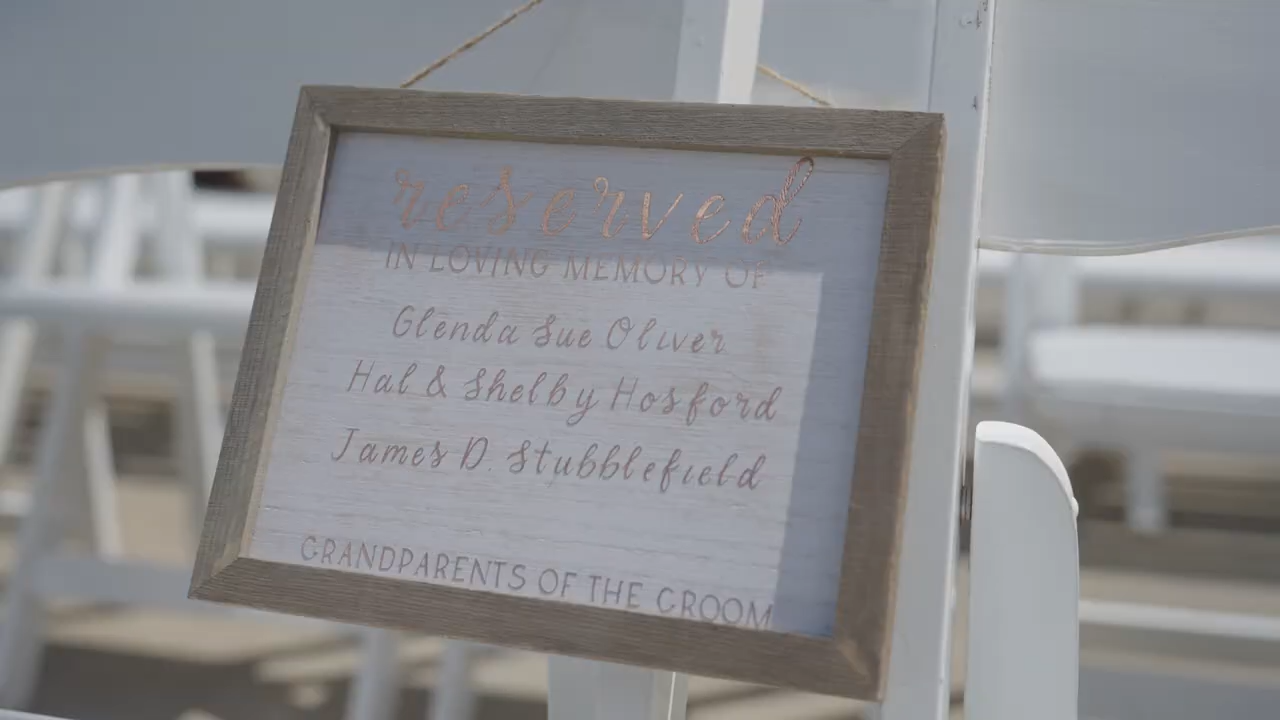 reserved
IN LOVING MEMORY OF
Glenda Sue Oliver
Hal & Shelby Hosford
James D. Stubblefield
GRANDPARENTS OF THE GROOM